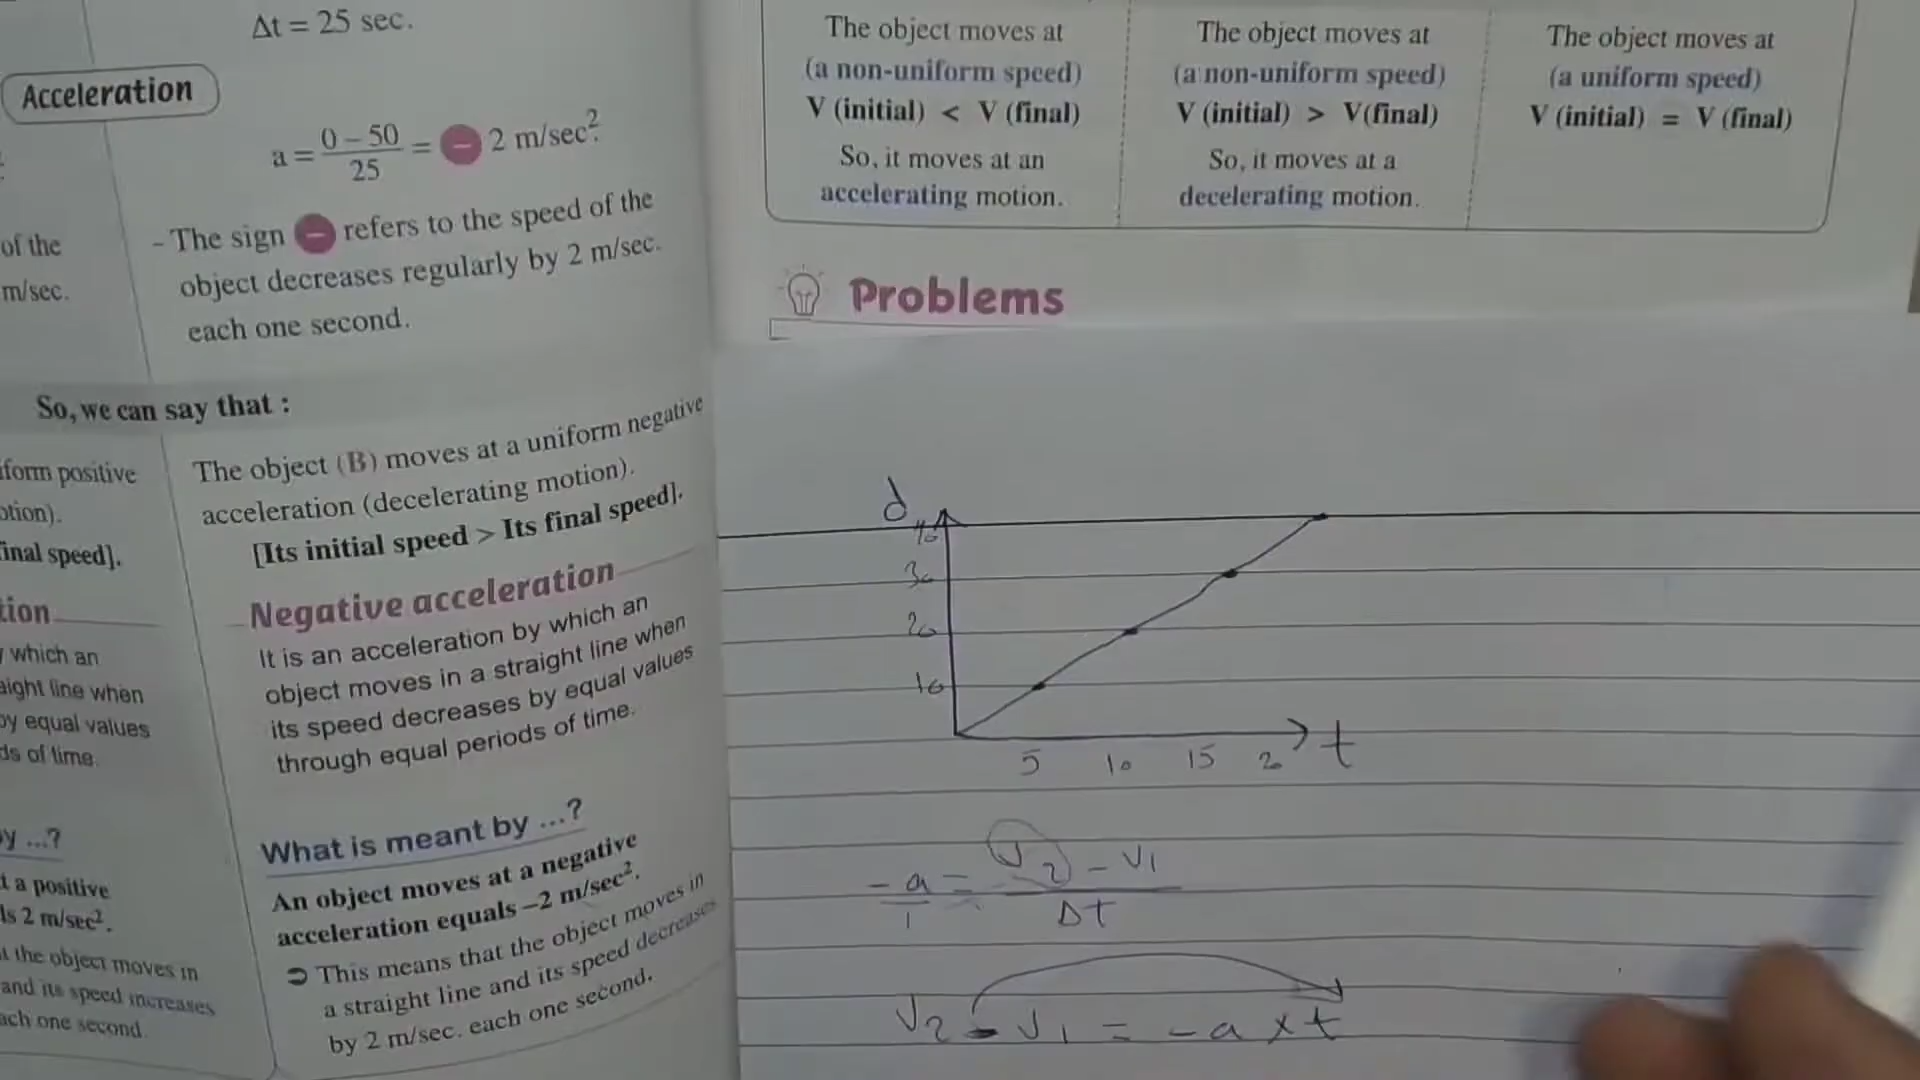 Δt = 25 sec.
Acceleration
a = 0 – 50 / 25 = – 2 m/sec².
– The sign – refers to the speed of the
object decreases regularly by 2 m/sec.
each one second.
of the
m/sec.
So, we can say that :
The object (B) moves at a uniform negative
acceleration (decelerating motion).
[Its initial speed > Its final speed].
Negative acceleration
It is an acceleration by which an
object moves in a straight line when
its speed decreases by equal values
through equal periods of time.
What is meant by ...?
An object moves at a negative
acceleration equals –2 m/sec².
This means that the object moves in
a straight line and its speed decreases
by 2 m/sec. each one second.
positive
speed].
which an
line when
by equal values
of time.
...?
a positive
2 m/sec².
the object moves in
and its speed increases
one second.
The object moves at
(a non-uniform speed)
V (initial) < V (final)
So, it moves at an
accelerating motion.
The object moves at
(a non-uniform speed)
V (initial) > V(final)
So, it moves at a
decelerating motion.
The object moves at
(a uniform speed)
V (initial) = V (final)
Problems
d
40
30
20
10
5 10 15 20 t
-a / 1 = V2 - V1 / Δt
V2 - V1 = -a x t